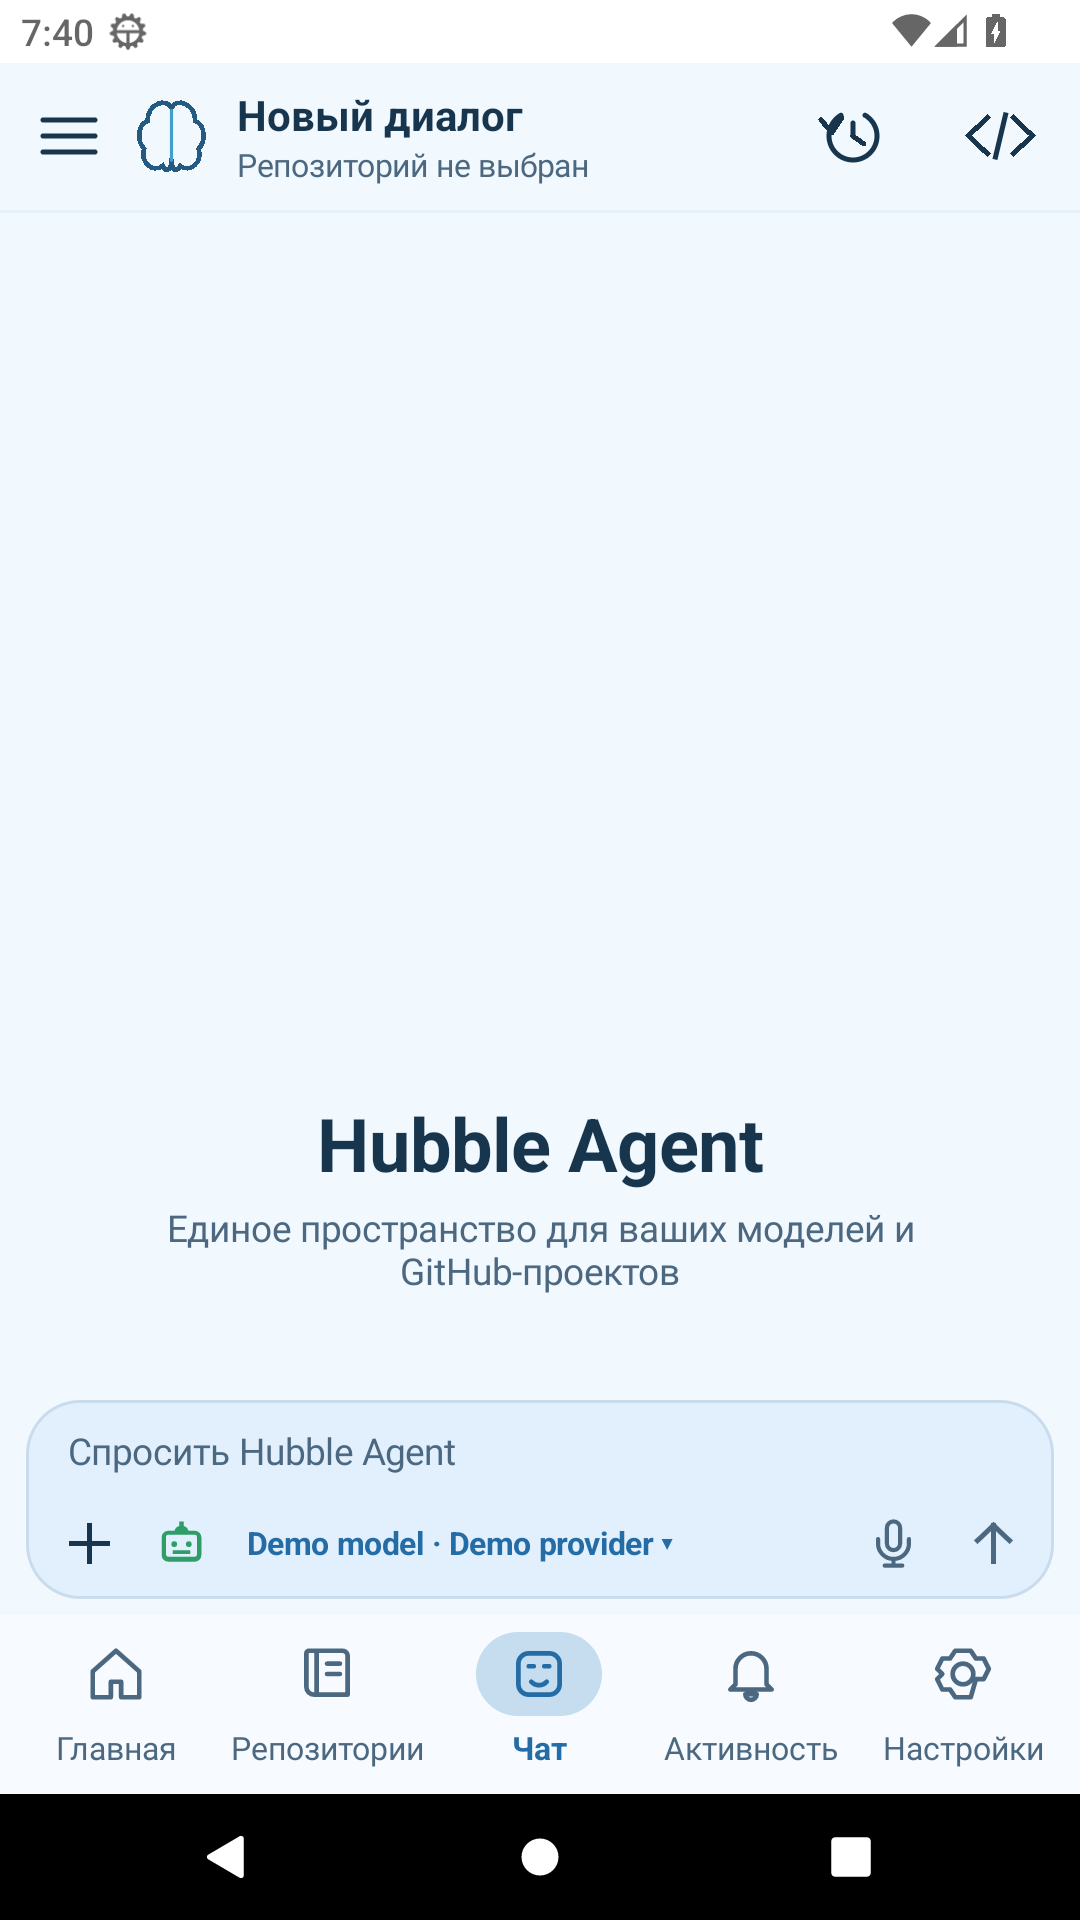 7:40
Новый диалог
Репозиторий не выбран
Hubble Agent
Единое пространство для ваших моделей и
GitHub-проектов
Спросить Hubble Agent
Demo model · Demo provider ▾
Главная
Репозитории
Чат
Активность
Настройки